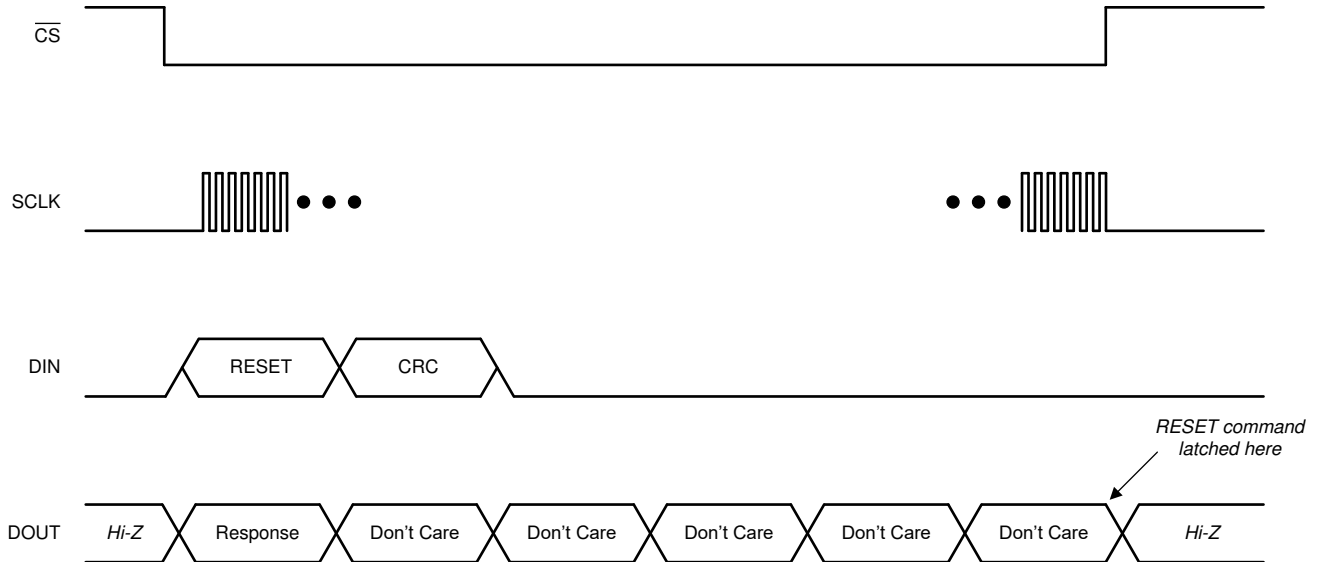 C̅S̅
SCLK
DIN
RESET
CRC
RESET command
latched here
DOUT
Hi-Z
Response
Don't Care
Don't Care
Don't Care
Don't Care
Don't Care
Hi-Z